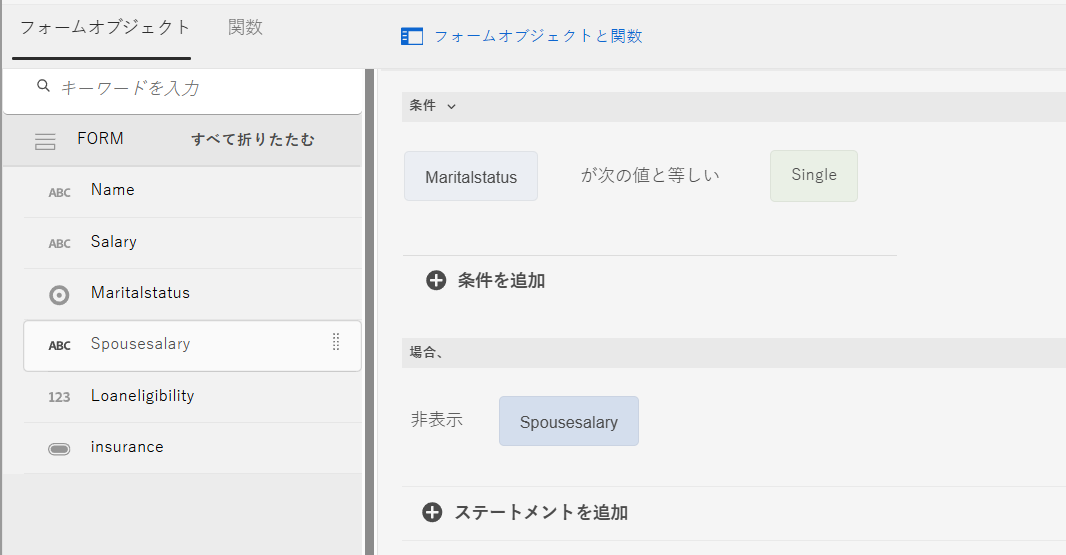 フォームオブジェクト 関数
フォームオブジェクトと関数
キーワードを入力
FORM すべて折りたたむ
ABC Name
ABC Salary
Maritalstatus
ABC Spousesalary
123 Loaneligibility
insurance
条件
Maritalstatus が次の値と等しい Single
条件を追加
場合、
非表示 Spousesalary
ステートメントを追加